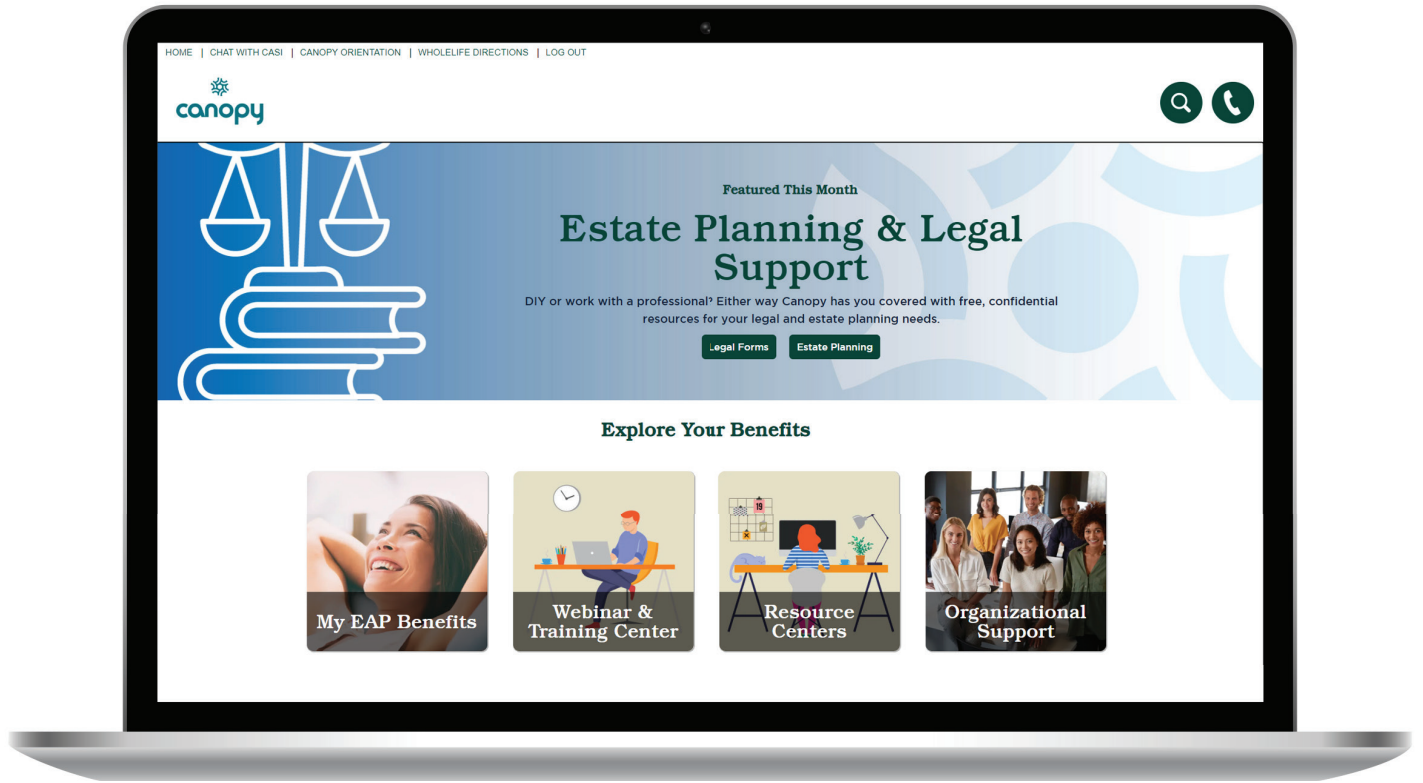 HOME | CHAT WITH CASI | CANOPY ORIENTATION | WHOLELIFE DIRECTIONS | LOG OUT
canopy
Featured This Month
Estate Planning & Legal
Support
DIY or work with a professional? Either way Canopy has you covered with free, confidential
resources for your legal and estate planning needs.
Legal Forms Estate Planning
Explore Your Benefits
19
My EAP Benefits
Webinar &
Training Center
Resource
Centers
Organizational
Support